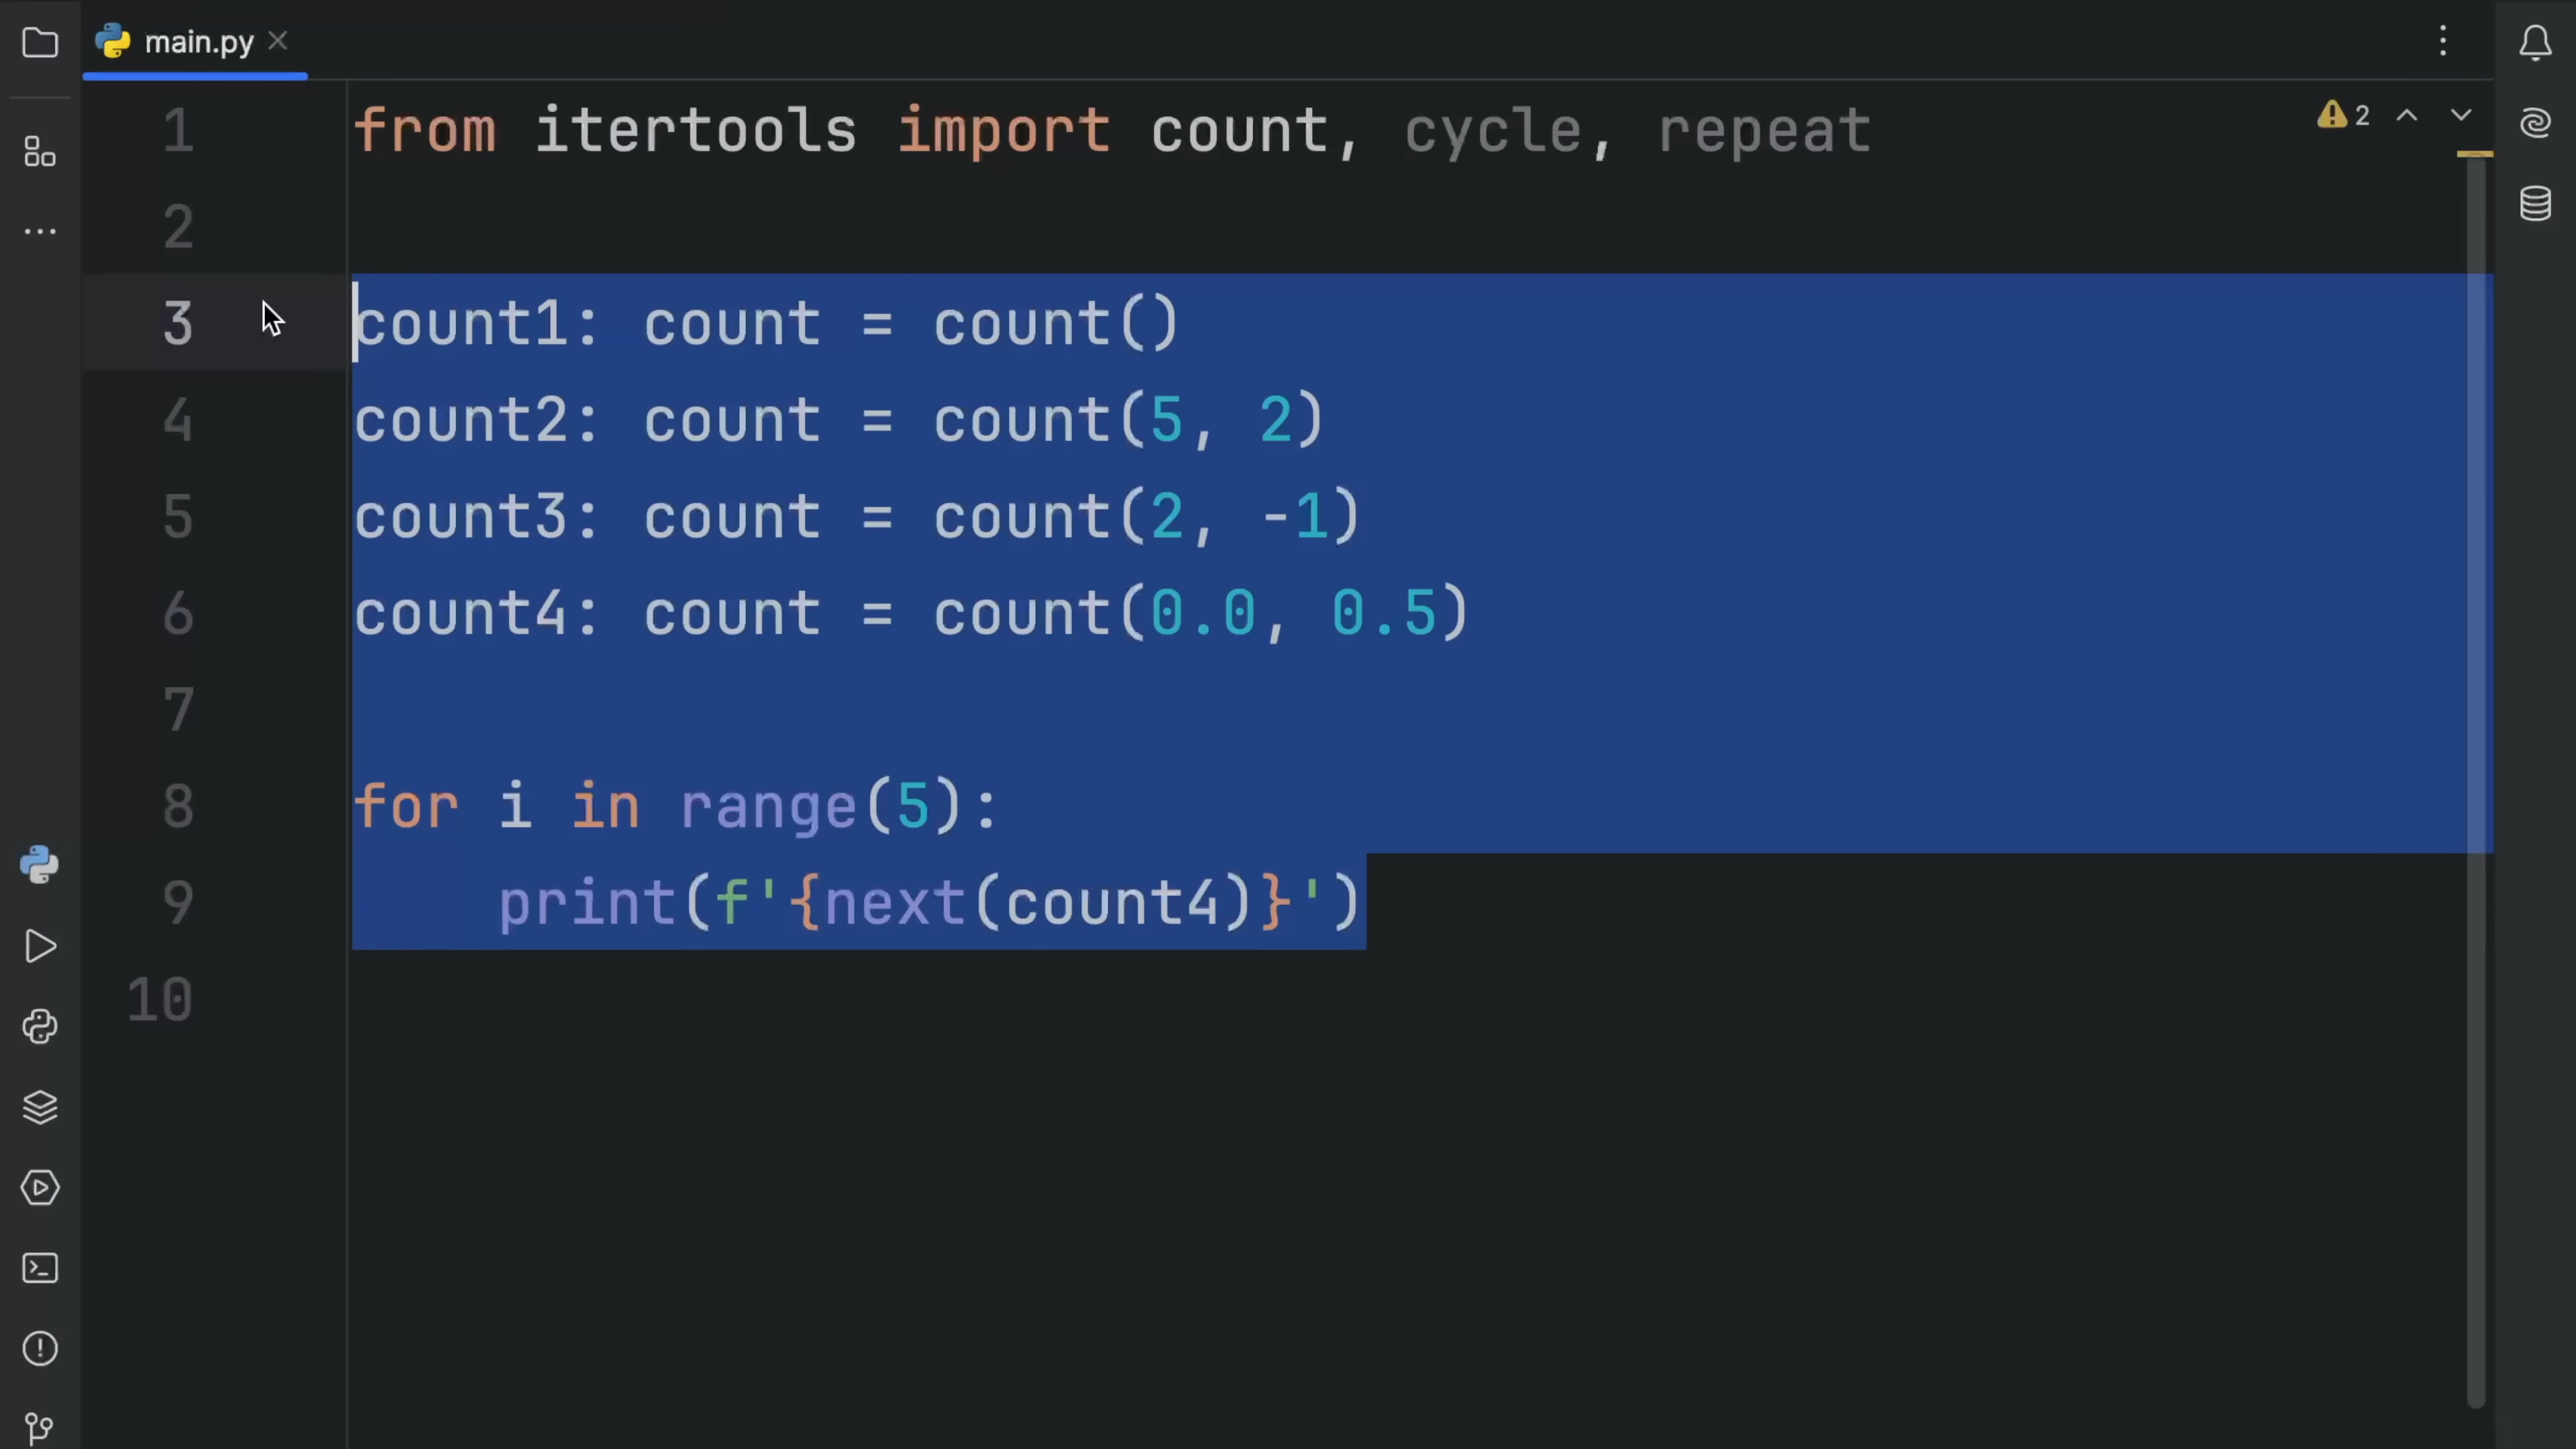 main.py
2
1 from itertools import count, cycle, repeat
2
3 count1: count = count()
4 count2: count = count(5, 2)
5 count3: count = count(2, -1)
6 count4: count = count(0.0, 0.5)
7
8 for i in range(5):
9     print(f'{next(count4)}')
10